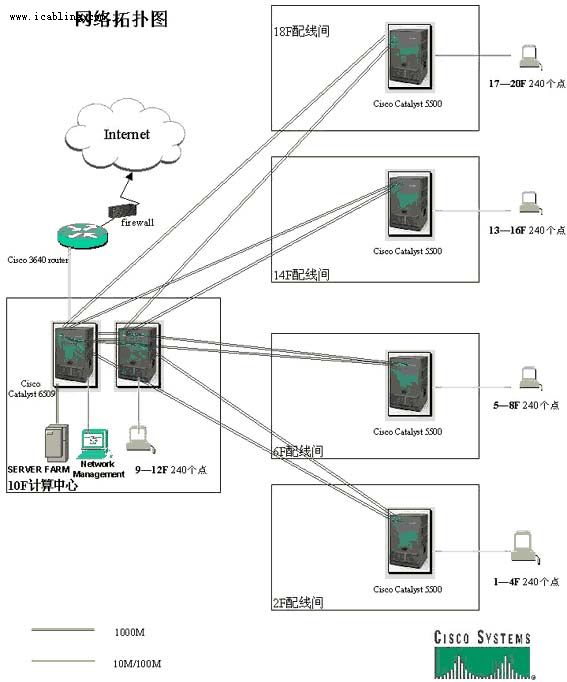 www.icabling
网络拓扑图
18F配线间
Cisco Catalyst 5500
17—20F 240个点
Internet
firewall
Cisco 3640 router
Cisco Catalyst 5500
13—16F 240个点
14F配线间
Cisco
Catalyst 6509
SERVER FARM
Network
Management
9—12F 240个点
10F计算中心
Cisco Catalyst 5500
5—8F 240个点
6F配线间
Cisco Catalyst 5500
1—4F 240个点
2F配线间
1000M
10M/100M
CISCO SYSTEMS